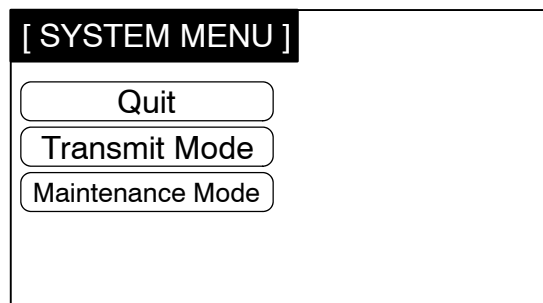 [ SYSTEM MENU ]
Quit
Transmit Mode
Maintenance Mode